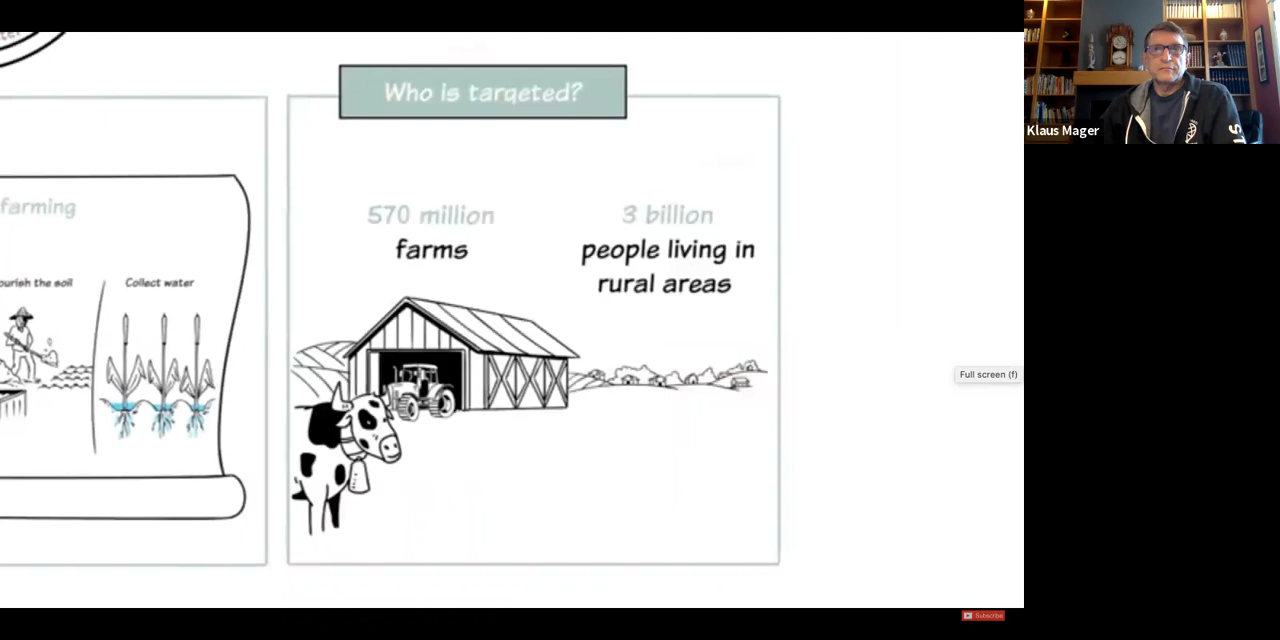 Who is targeted?
farming
570 million
farms
3 billion
people living in
rural areas
the soil
Collect water
Klaus Mager
Full screen (f)
Subscribe